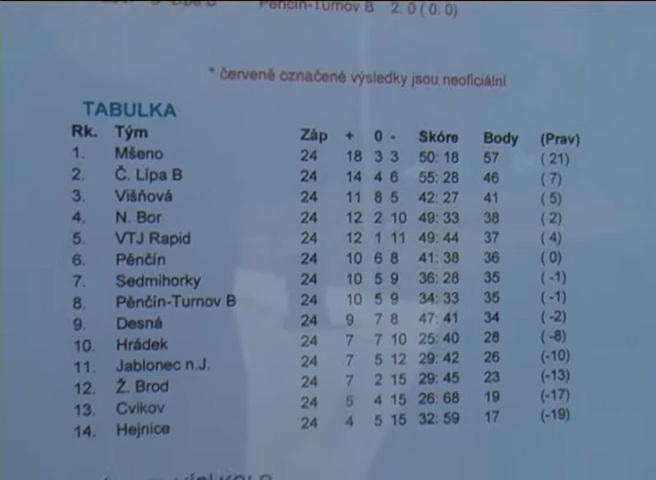 Pěnčín-Turnov B 2: 0 ( 0: 0)
* červeně označené výsledky jsou neoficiální
TABULKA
Rk. Tým Záp + 0 - Skóre Body (Prav)
1. Mšeno 24 18 3 3 50: 18 57 ( 21)
2. Č. Lípa B 24 14 4 6 55: 28 46 ( 7)
3. Višňová 24 11 8 5 42: 27 41 ( 5)
4. N. Bor 24 12 2 10 49: 33 38 ( 2)
5. VTJ Rapid 24 12 1 11 49: 44 37 ( 4)
6. Pěnčín 24 10 6 8 41: 38 36 ( 0)
7. Sedmihorky 24 10 5 9 36: 28 35 ( -1)
8. Pěnčín-Turnov B 24 10 5 9 34: 33 35 ( -1)
9. Desná 24 9 7 8 47: 41 34 ( -2)
10. Hrádek 24 7 7 10 25: 40 28 ( -8)
11. Jablonec n.J. 24 7 5 12 29: 42 26 (-10)
12. Ž. Brod 24 7 2 15 29: 45 23 (-13)
13. Cvikov 24 5 4 15 26: 68 19 (-17)
14. Hejnice 24 4 5 15 32: 59 17 (-19)